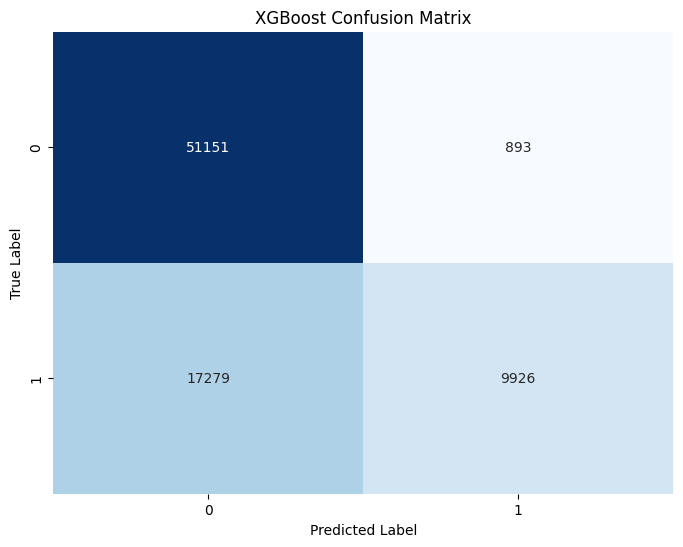 XGBoost Confusion Matrix
True Label
0
51151
893
1
17279
9926
0
1
Predicted Label